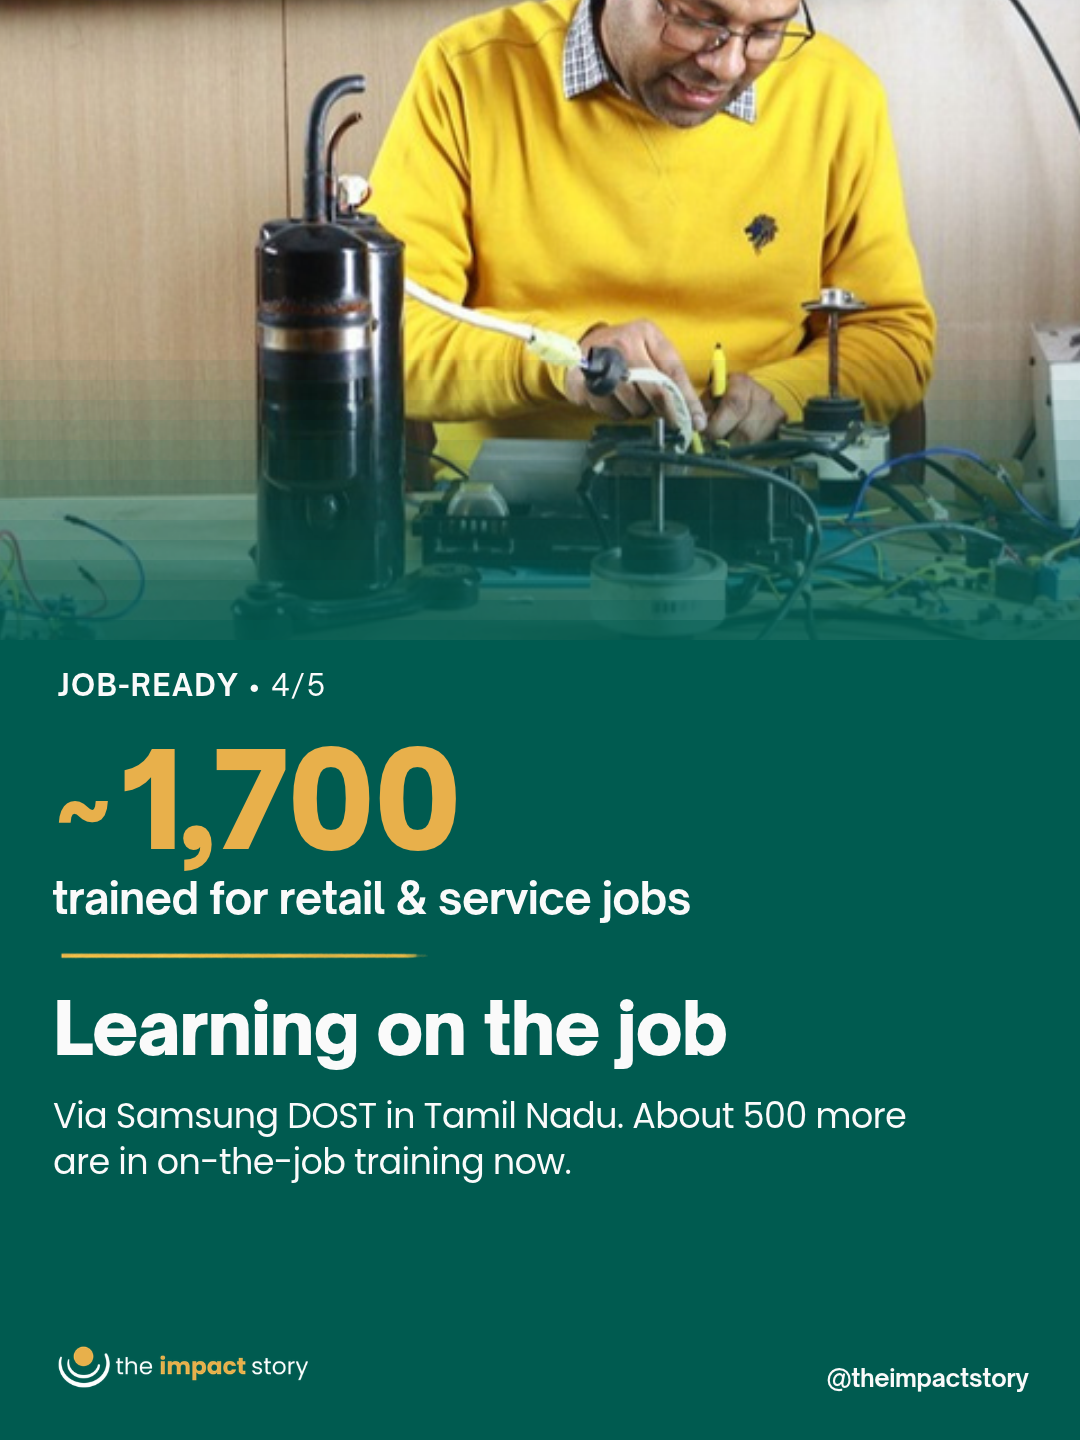 JOB-READY • 4/5
~1,700
trained for retail & service jobs
Learning on the job
Via Samsung DOST in Tamil Nadu. About 500 more
are in on-the-job training now.
the impact story
@theimpactstory